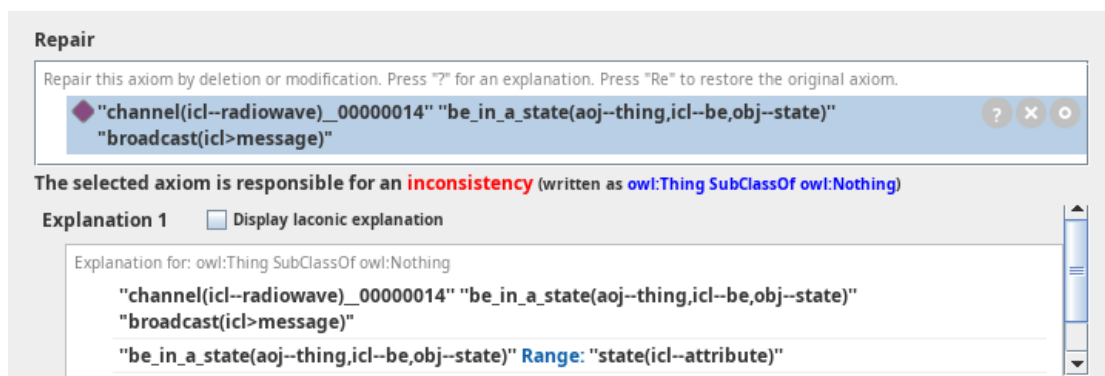 Repair
Repair this axiom by deletion or modification. Press "?" for an explanation. Press "Re" to restore the original axiom.
"channel(icl--radiowave)_00000014" "be_in_a_state(aoj--thing,icl--be,obj--state)"
"broadcast(icl>message)"
?
The selected axiom is responsible for an inconsistency (written as owl:Thing SubClassOf owl:Nothing)
Explanation 1 Display laconic explanation
Explanation for: owl:Thing SubClassOf owl:Nothing
"channel(icl--radiowave)_00000014" "be_in_a_state(aoj--thing,icl--be,obj--state)"
"broadcast(icl>message)"
"be_in_a_state(aoj--thing,icl--be,obj--state)" Range: "state(icl--attribute)"